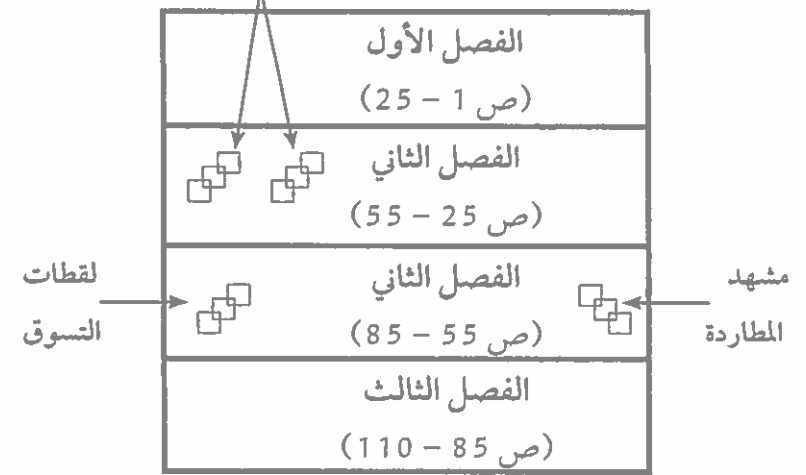 الفصل الأول
(ص 1 – 25)
الفصل الثاني
(ص 25 – 55)
مشهد
المطاردة
الفصل الثاني
(ص 55 – 85)
لقطات
التسوق
الفصل الثالث
(ص 85 – 110)